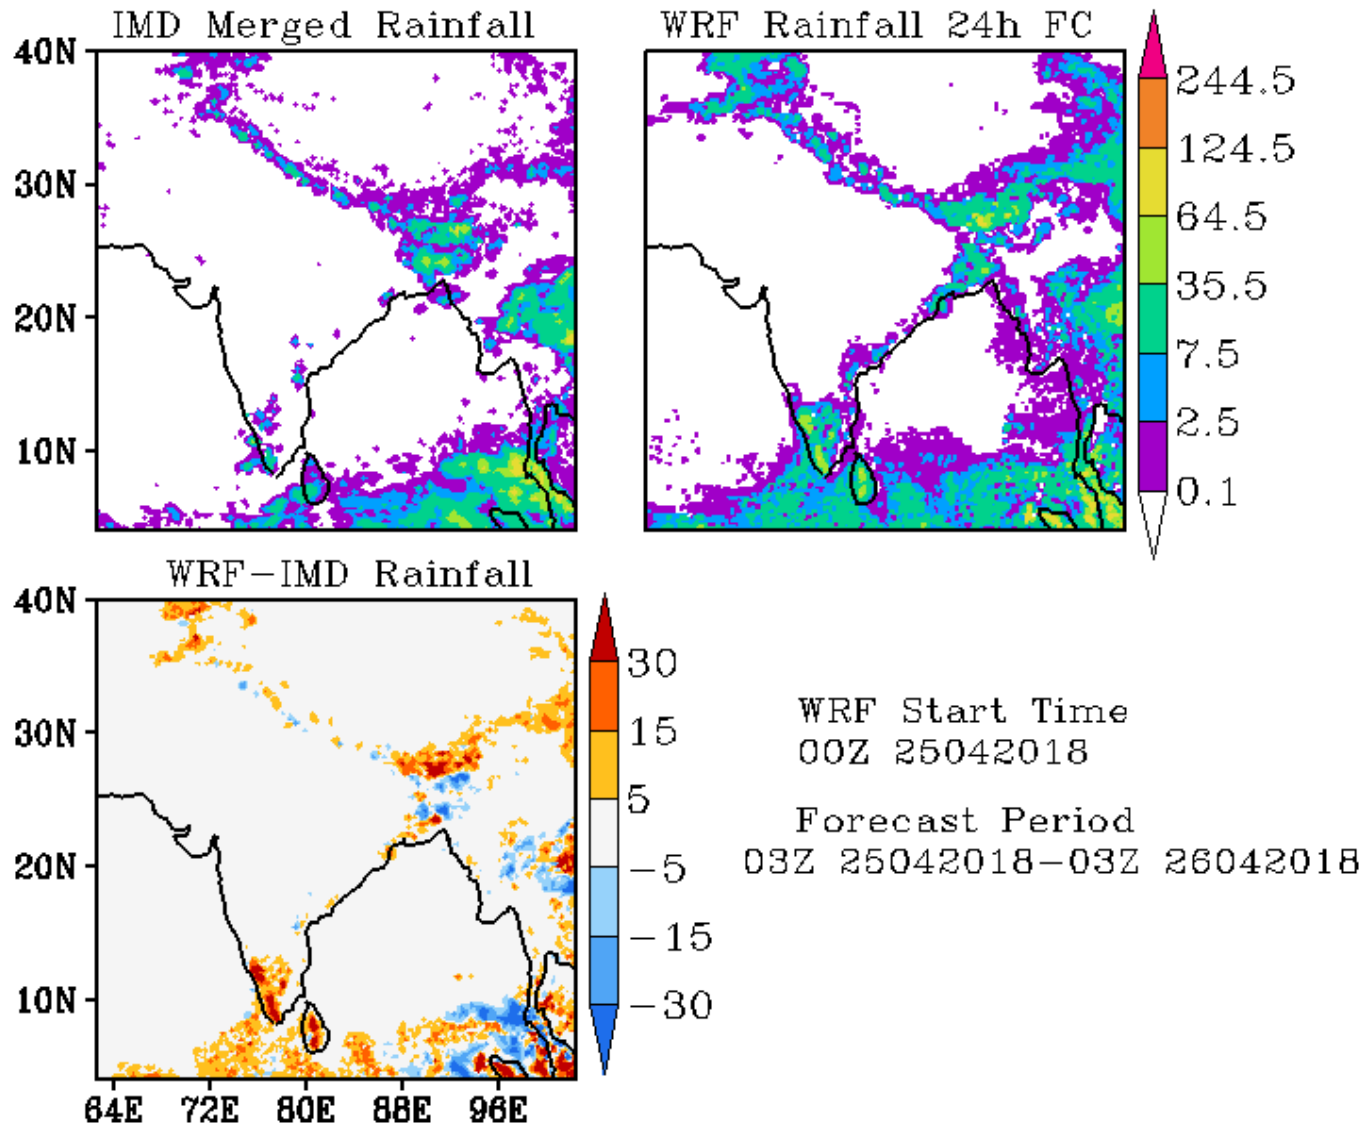 IMD Merged Rainfall
WRF Rainfall 24h FC
40N
30N
20N
10N
244.5
124.5
64.5
35.5
7.5
2.5
0.1
WRF-IMD Rainfall
40N
30N
20N
10N
64E 72E 80E 88E 96E
30
15
5
-5
-15
-30
WRF Start Time
00Z 25042018
Forecast Period
03Z 25042018-03Z 26042018